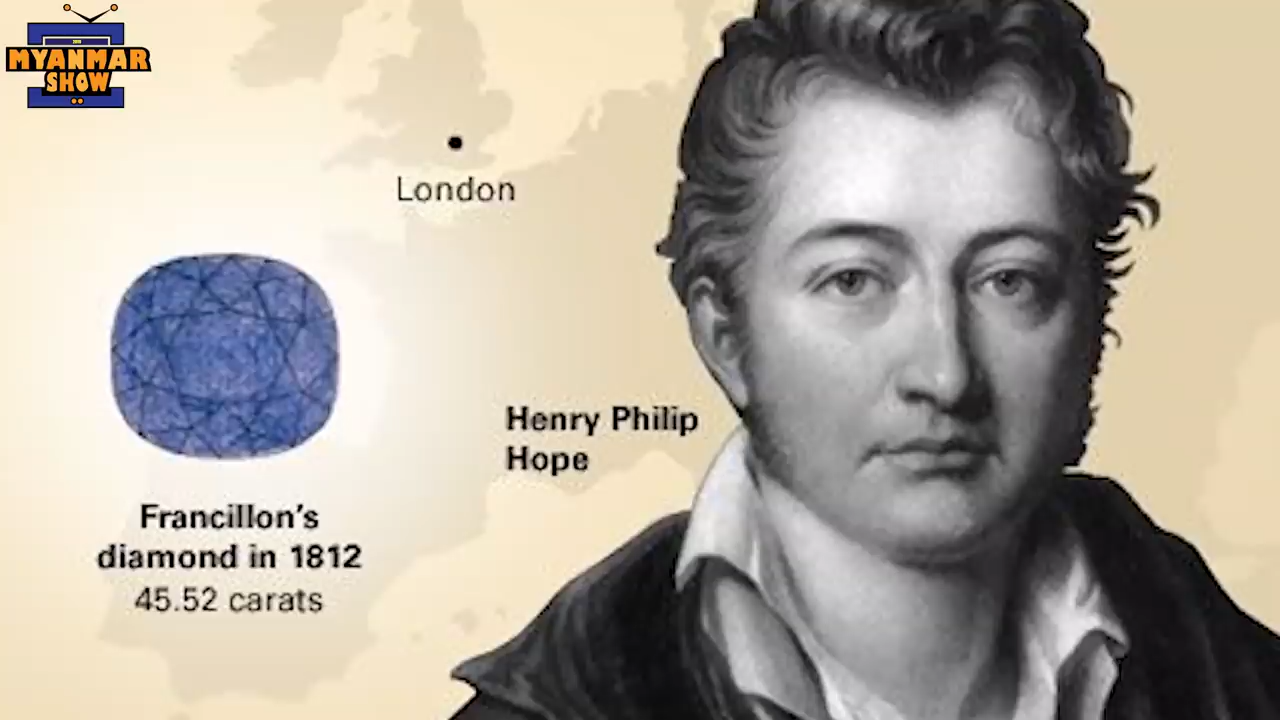 MYANMAR
SHOW
London
Henry Philip
Hope
Francillon's
diamond in 1812
45.52 carats